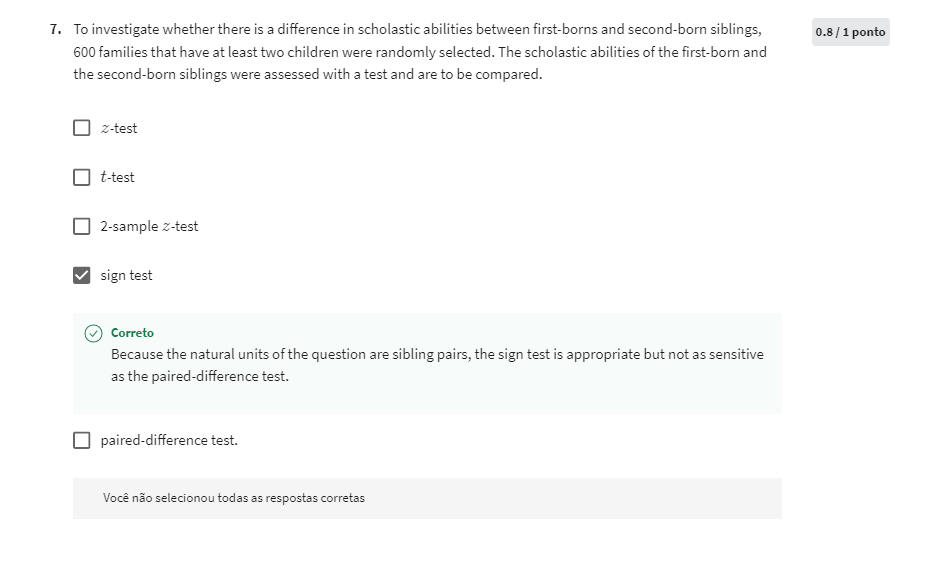 7. To investigate whether there is a difference in scholastic abilities between first-borns and second-born siblings,
0.8 / 1 ponto
600 families that have at least two children were randomly selected. The scholastic abilities of the first-born and
the second-born siblings were assessed with a test and are to be compared.
z-test
t-test
2-sample z-test
sign test
Correto
Because the natural units of the question are sibling pairs, the sign test is appropriate but not as sensitive
as the paired-difference test.
paired-difference test.
Você não selecionou todas as respostas corretas